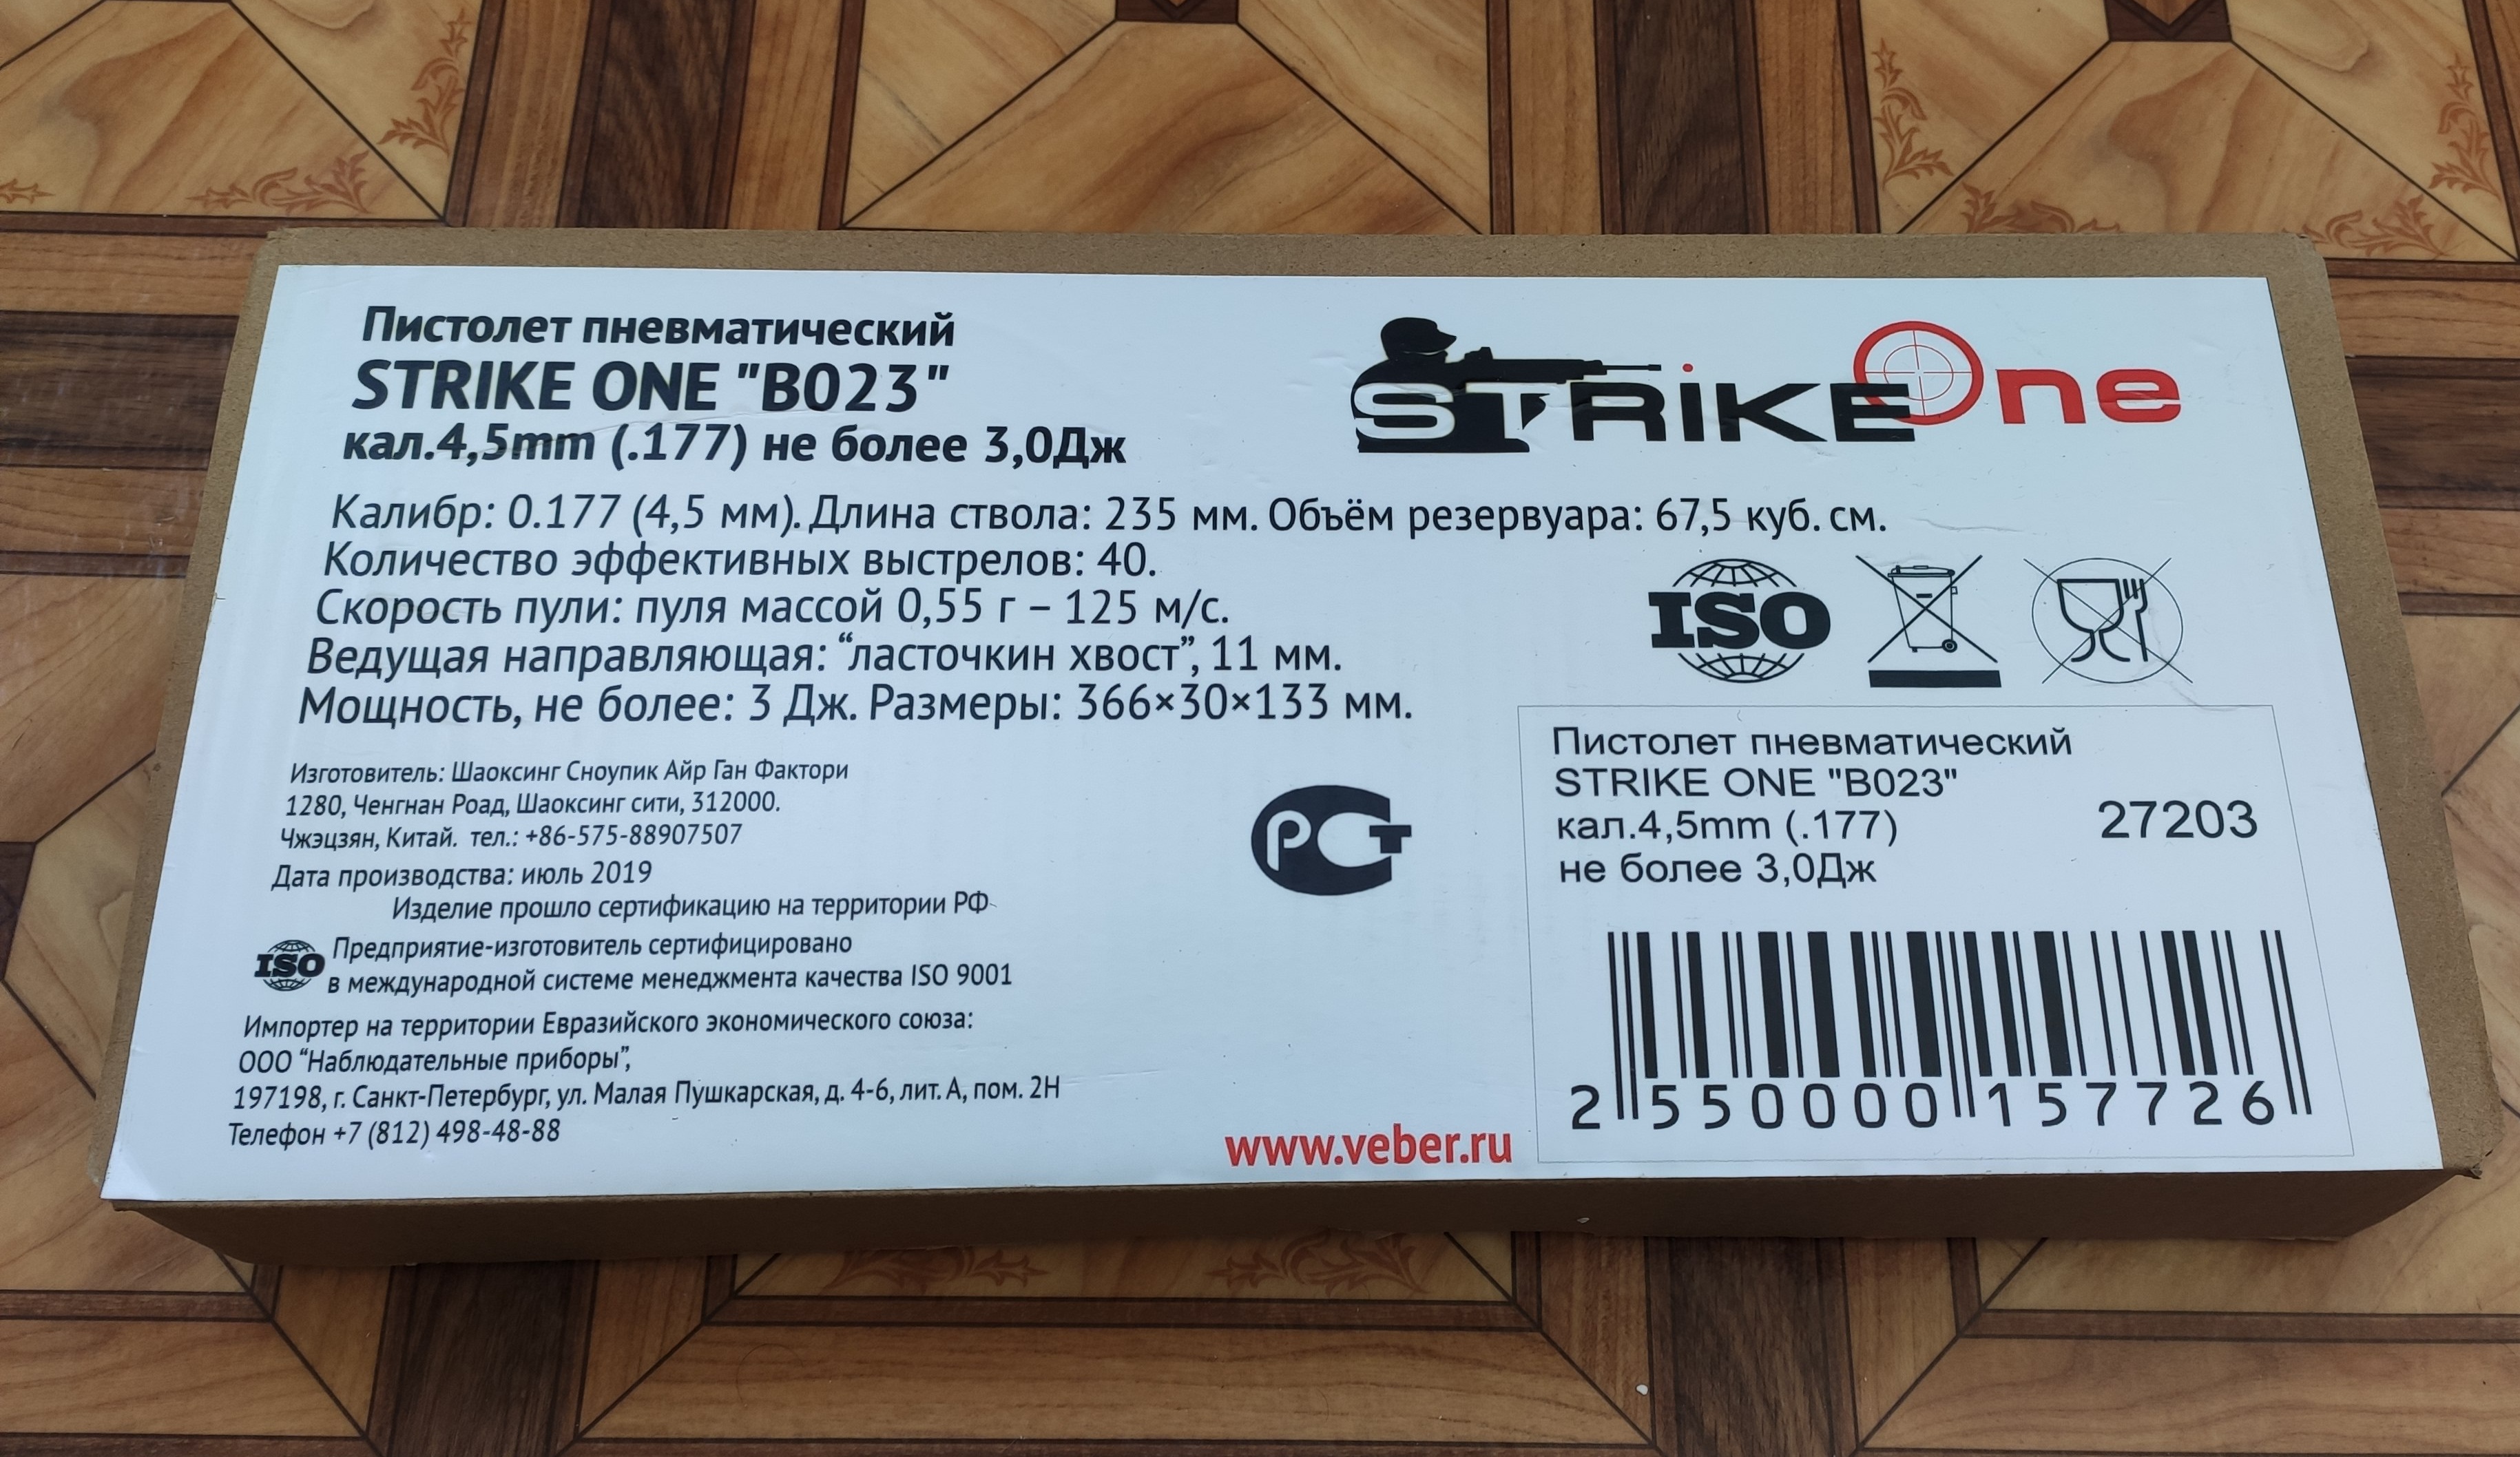 Пистолет пневматический
STRIKE ONE "B023"
кал.4,5mm (.177) не более 3,0Дж
STRiKE One
Калибр: 0.177 (4,5 мм). Длина ствола: 235 мм. Объём резервуара: 67,5 куб. см.
Количество эффективных выстрелов: 40.
Скорость пули: пуля массой 0,55 г – 125 м/с.
Ведущая направляющая: “ласточкин хвост”, 11 мм.
Мощность, не более: 3 Дж. Размеры: 366×30×133 мм.
ISO
Изготовитель: Шаоксинг Сноупик Айр Ган Фактори
1280, Ченгнан Роад, Шаоксинг сити, 312000.
Чжэцзян, Китай. тел.: +86-575-88907507
Дата производства: июль 2019
Изделие прошло сертификацию на территории РФ
РСТ
ISO
Предприятие-изготовитель сертифицировано
в международной системе менеджмента качества ISO 9001
Импортер на территории Евразийского экономического союза:
ООО “Наблюдательные приборы”,
197198, г. Санкт-Петербург, ул. Малая Пушкарская, д. 4-6, лит. А, пом. 2Н
Телефон +7 (812) 498-48-88
www.veber.ru
Пистолет пневматический
STRIKE ONE "B023"
кал.4,5mm (.177)
не более 3,0Дж
27203
2 550000 157726